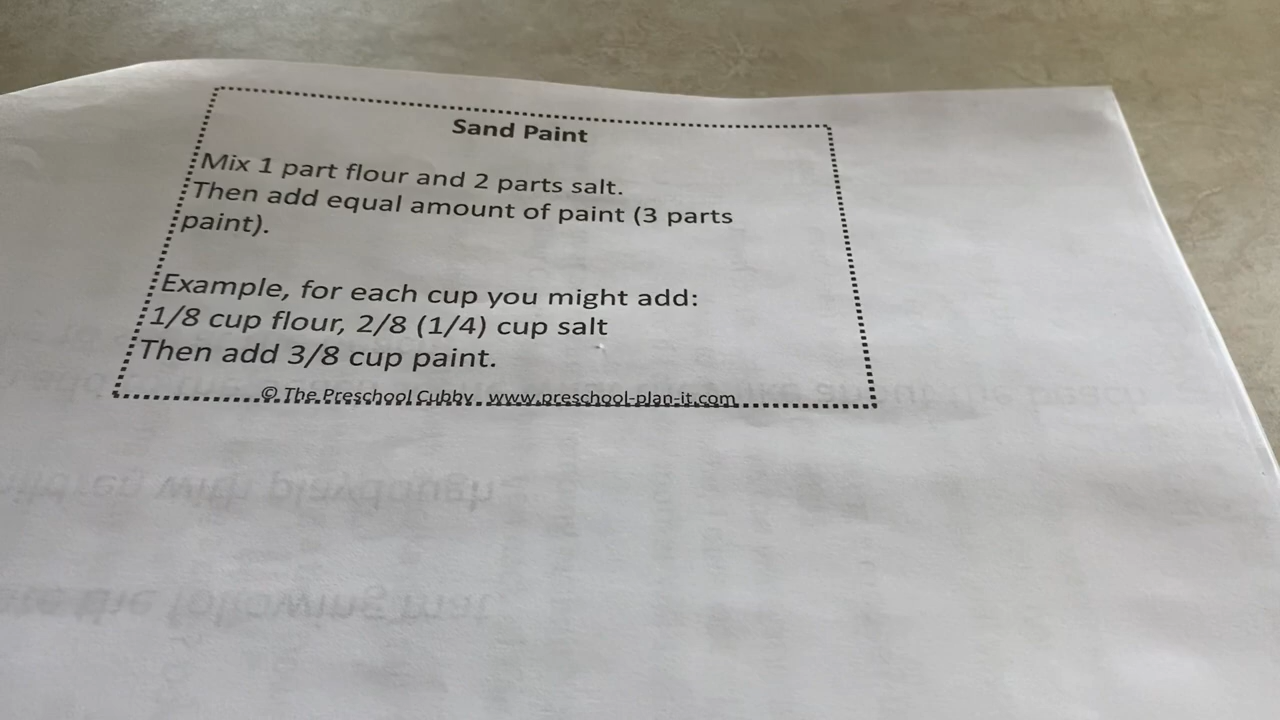 Sand Paint
Mix 1 part flour and 2 parts salt.
Then add equal amount of paint (3 parts
paint).
Example, for each cup you might add:
1/8 cup flour, 2/8 (1/4) cup salt
Then add 3/8 cup paint.
© The Preschool Cubby www.preschool-plan-it.com